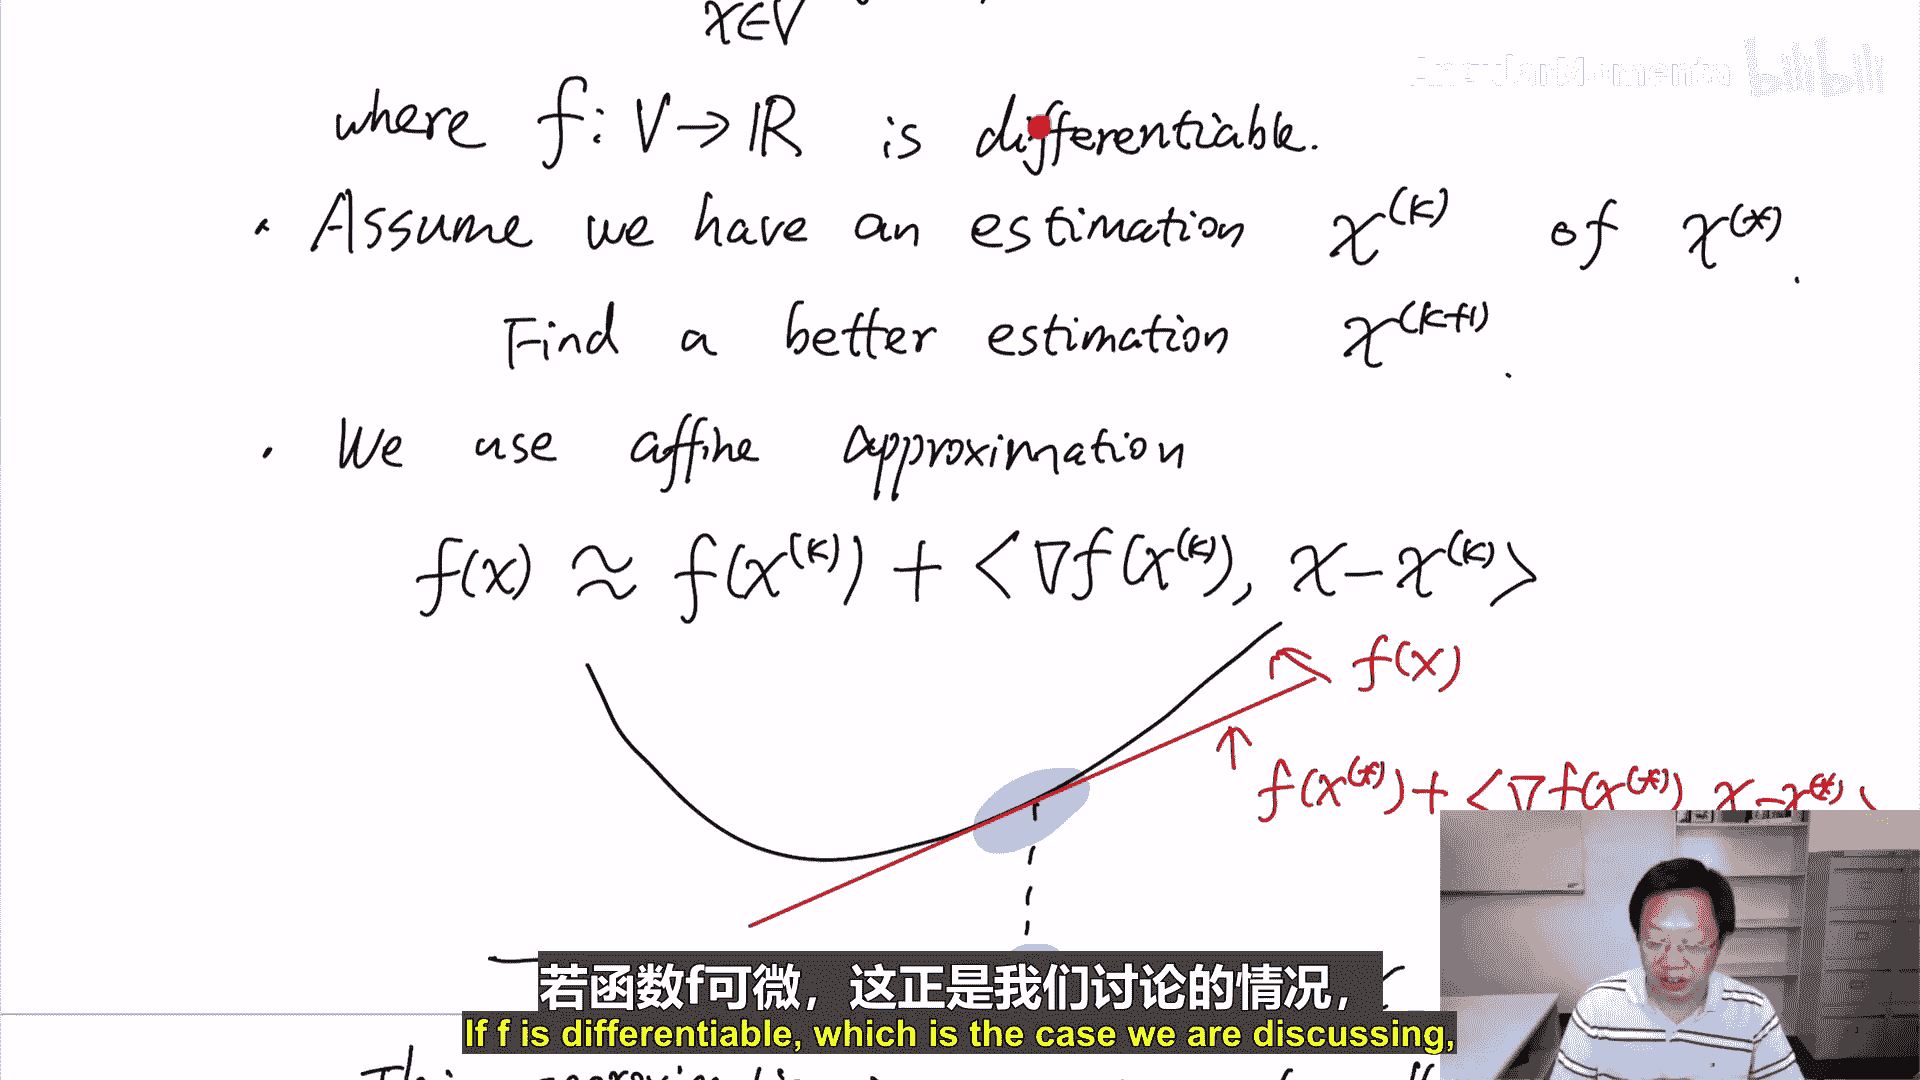 x∈V
AngularMomenta bilibili
where f: V→ℝ is differentiable.
· Assume we have an estimation x^(k) of x^(*).
Find a better estimation x^(k+1).
· We use affine approximation
f(x) ≈ f(x^(k)) + <∇f(x^(k)), x-x^(k)>
f(x)
f(x^(*)) + <∇f(x^(*)), x-x^(*)>
若函数f可微，这正是我们讨论的情况，
If f is differentiable, which is the case we are discussing,